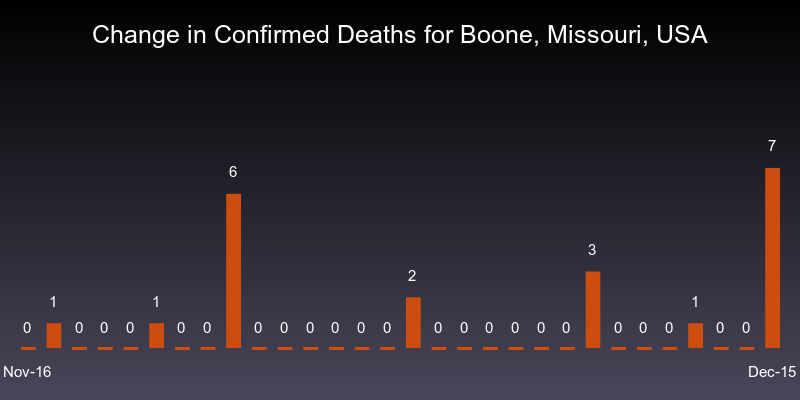 Change in Confirmed Deaths for Boone, Missouri, USA
0 1 0 0 0 1 0 0 6 0 0 0 0 0 0 2 0 0 0 0 0 0 3 0 0 0 1 0 0 7
Nov-16 Dec-15